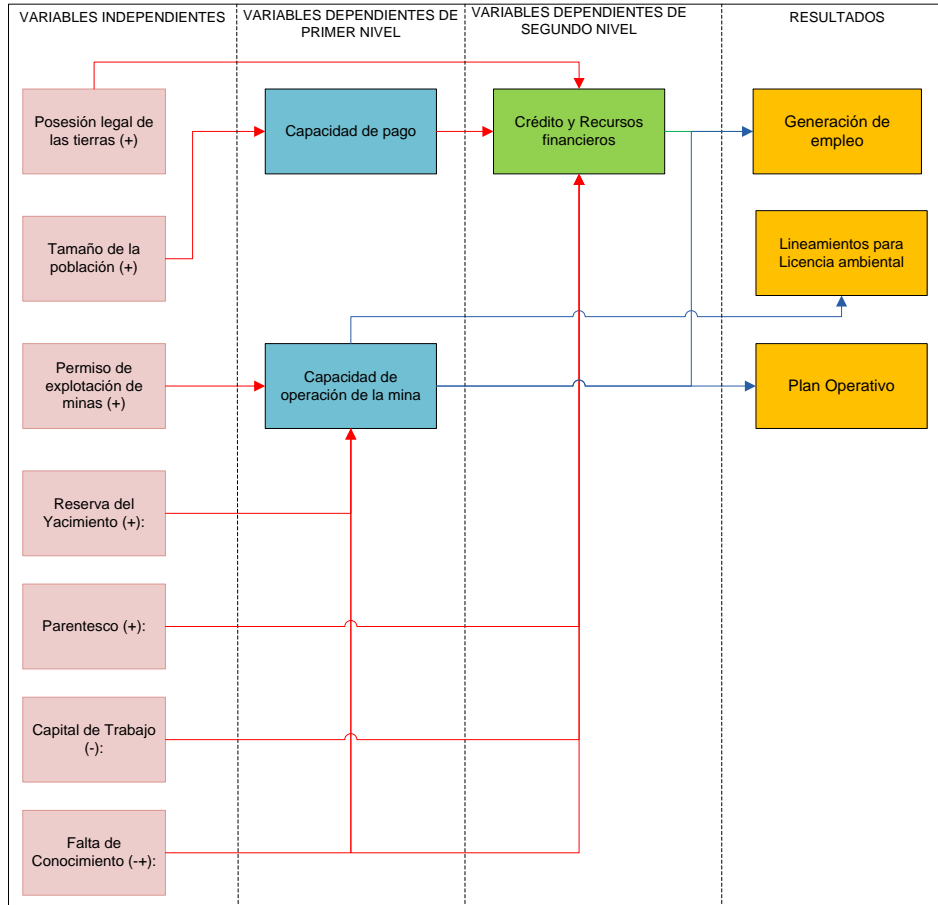 VARIABLES INDEPENDIENTES
VARIABLES DEPENDIENTES DE
PRIMER NIVEL
VARIABLES DEPENDIENTES DE
SEGUNDO NIVEL
RESULTADOS
Posesión legal de
las tierras (+)
Capacidad de pago
Crédito y Recursos
financieros
Generación de
empleo
Tamaño de la
población (+)
Lineamientos para
Licencia ambiental
Permiso de
explotación de
minas (+)
Capacidad de
operación de la mina
Plan Operativo
Reserva del
Yacimiento (+):
Parentesco (+):
Capital de Trabajo
(-):
Falta de
Conocimiento (-+):